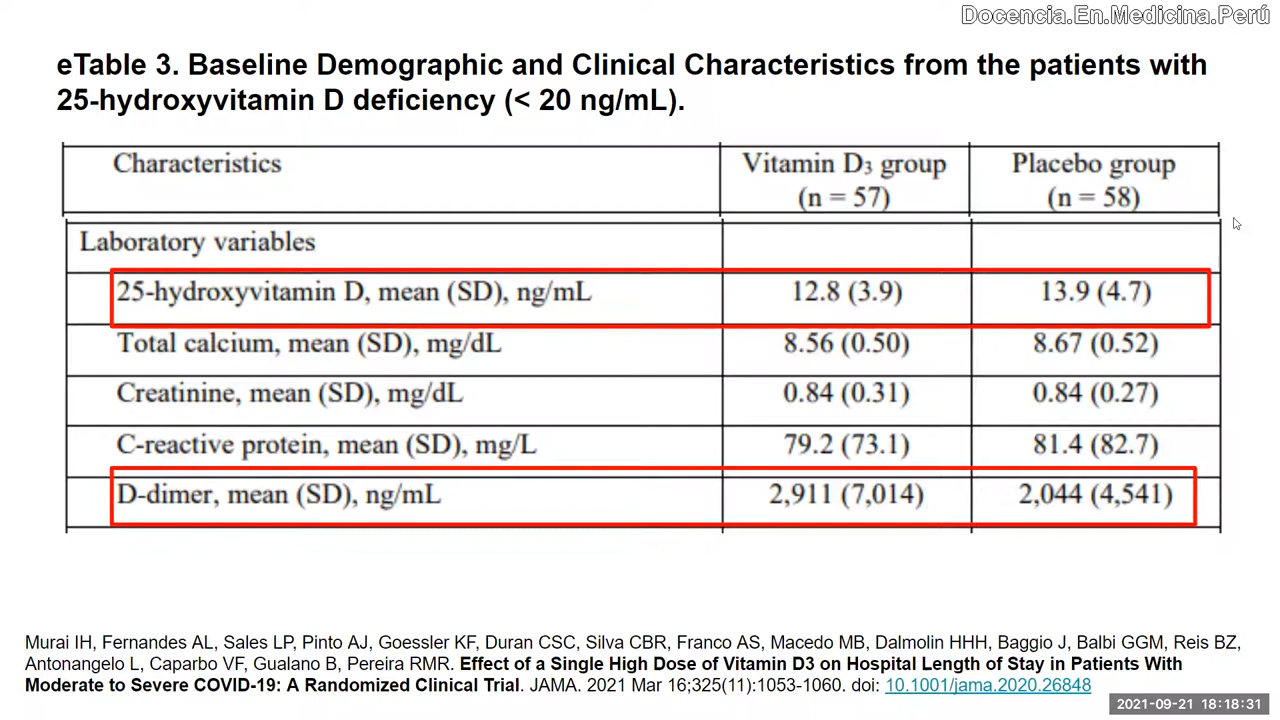 Docencia.En.Medicina.Perú
eTable 3. Baseline Demographic and Clinical Characteristics from the patients with
25-hydroxyvitamin D deficiency (< 20 ng/mL).
Characteristics Vitamin D₃ group Placebo group
(n = 57) (n = 58)
Laboratory variables
25-hydroxyvitamin D, mean (SD), ng/mL 12.8 (3.9) 13.9 (4.7)
Total calcium, mean (SD), mg/dL 8.56 (0.50) 8.67 (0.52)
Creatinine, mean (SD), mg/dL 0.84 (0.31) 0.84 (0.27)
C-reactive protein, mean (SD), mg/L 79.2 (73.1) 81.4 (82.7)
D-dimer, mean (SD), ng/mL 2,911 (7,014) 2,044 (4,541)
Murai IH, Fernandes AL, Sales LP, Pinto AJ, Goessler KF, Duran CSC, Silva CBR, Franco AS, Macedo MB, Dalmolin HHH, Baggio J, Balbi GGM, Reis BZ,
Antonangelo L, Caparbo VF, Gualano B, Pereira RMR. Effect of a Single High Dose of Vitamin D3 on Hospital Length of Stay in Patients With
Moderate to Severe COVID-19: A Randomized Clinical Trial. JAMA. 2021 Mar 16;325(11):1053-1060. doi: 10.1001/jama.2020.26848
2021-09-21 18:18:31